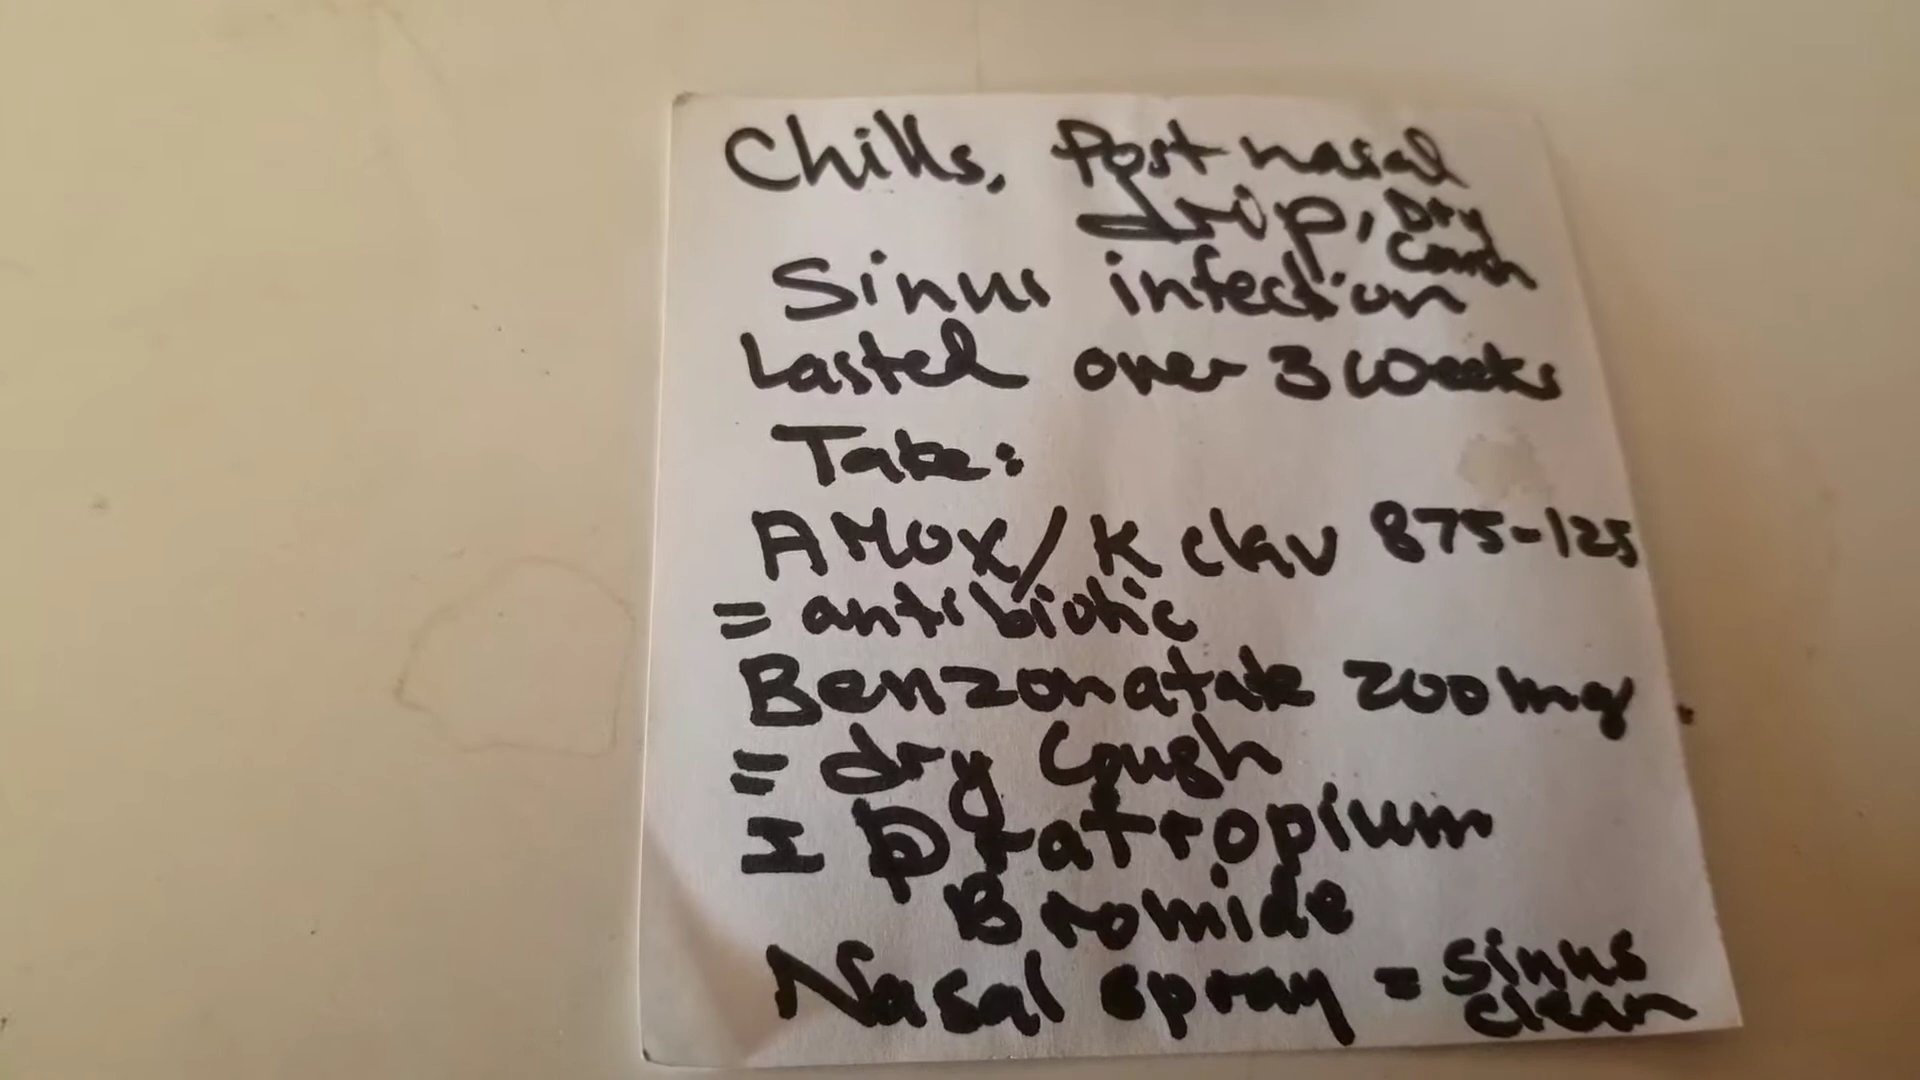 Chills, Post nasal
drip, Dry
Cough
Sinus infection
Lasted over 3 weeks
Take:
AMOX/K clav 875-125
= antibiotic
Benzonatate 200mg
= dry cough
= Ipratropium
Bromide
Nasal spray = sinus
clean